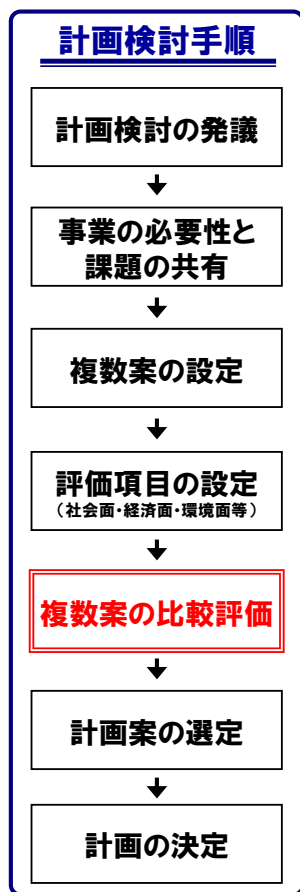 計画検討手順
計画検討の発議
事業の必要性と
課題の共有
複数案の設定
評価項目の設定
（社会面・経済面・環境面等）
複数案の比較評価
計画案の選定
計画の決定